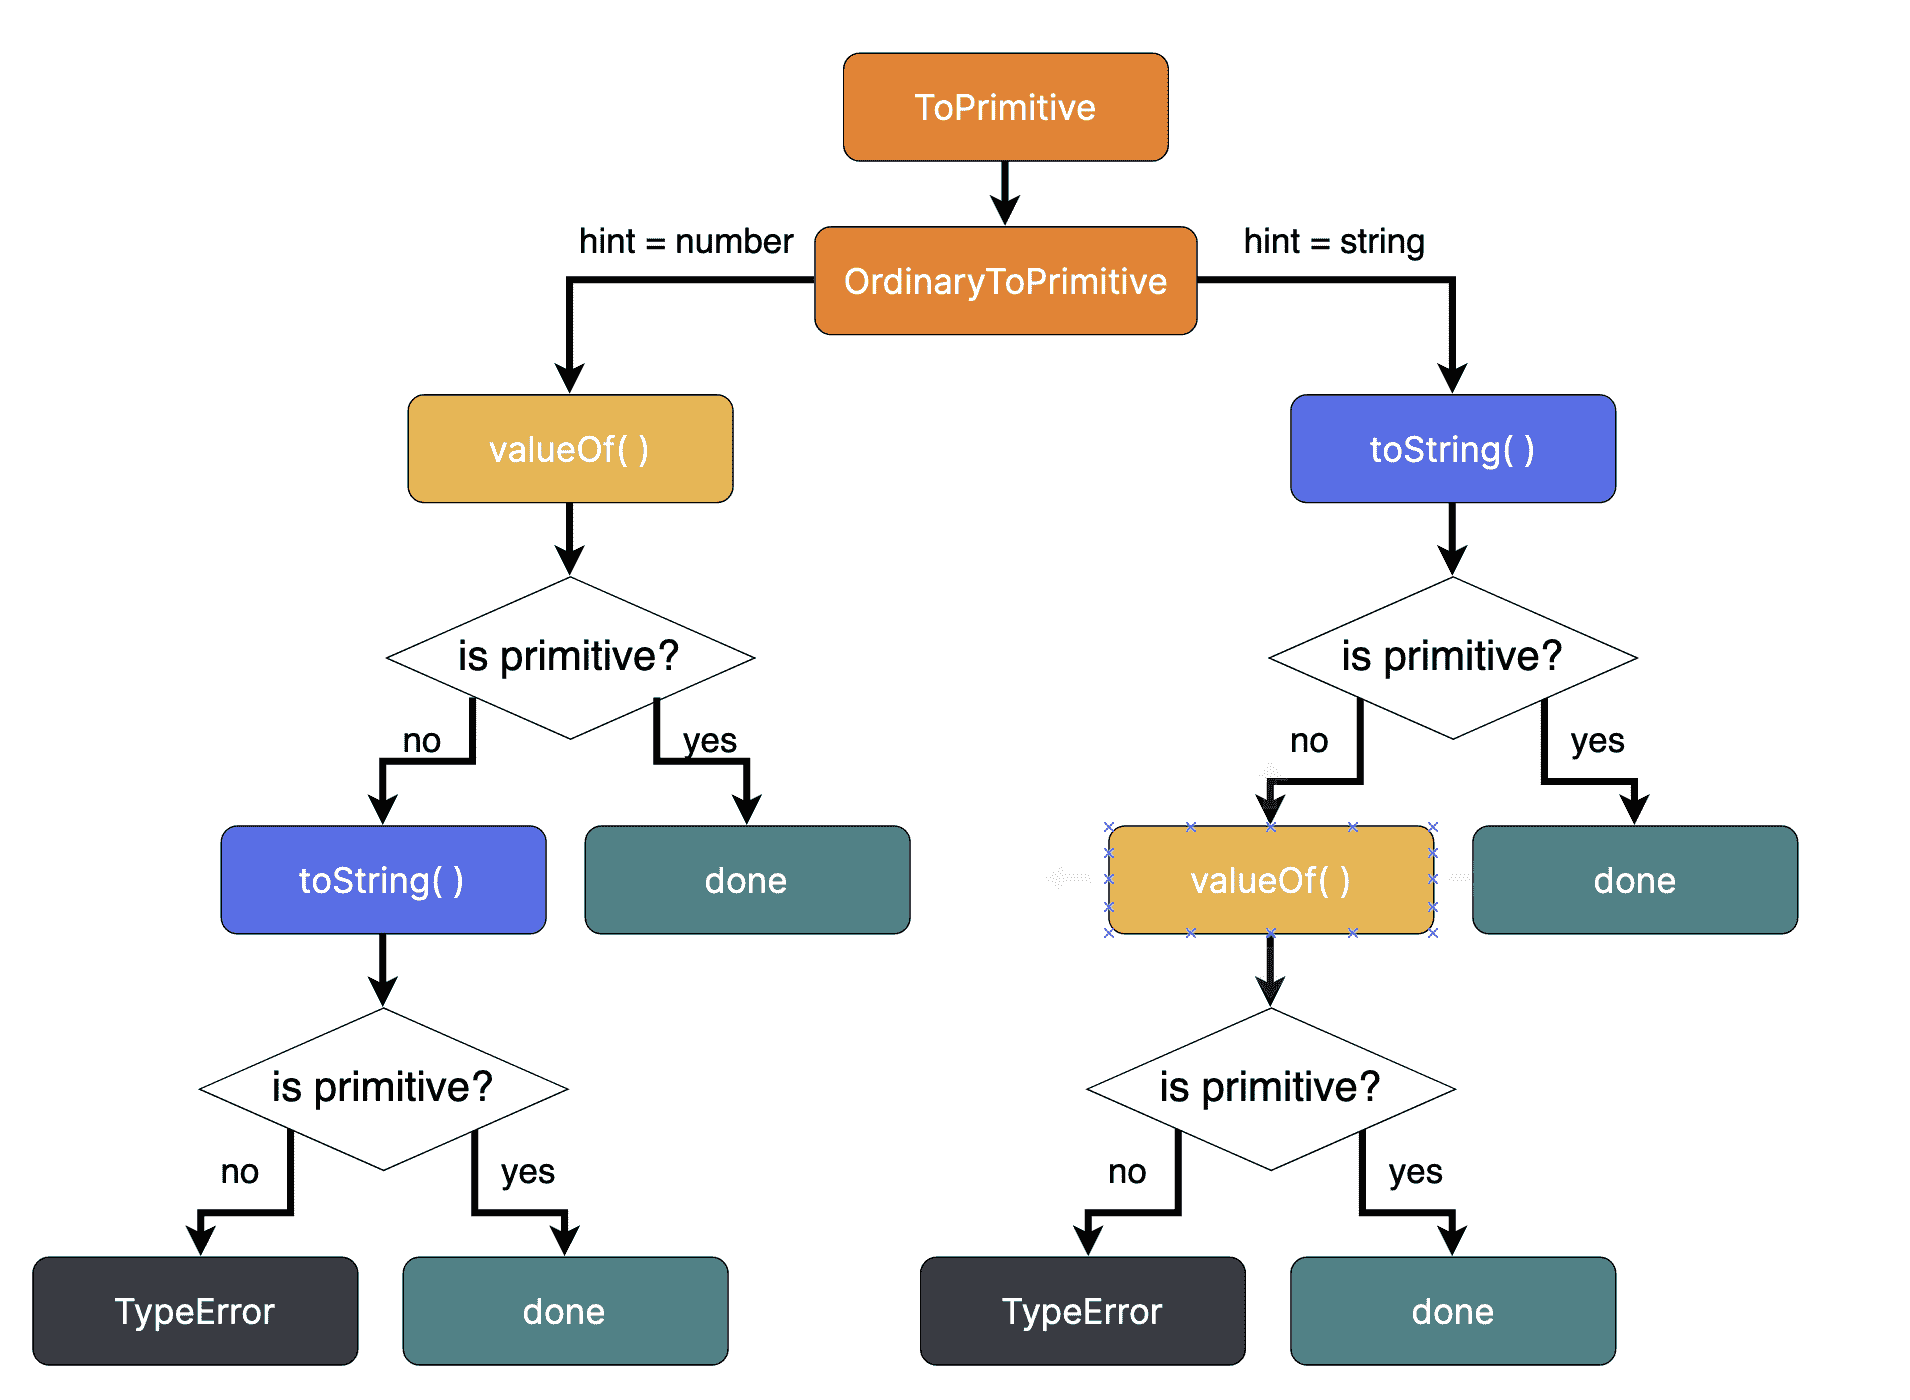 ToPrimitive
hint = number
hint = string
OrdinaryToPrimitive
valueOf( )
toString( )
is primitive?
is primitive?
no
yes
no
yes
toString( )
done
valueOf( )
done
is primitive?
is primitive?
no
yes
no
yes
TypeError
done
TypeError
done